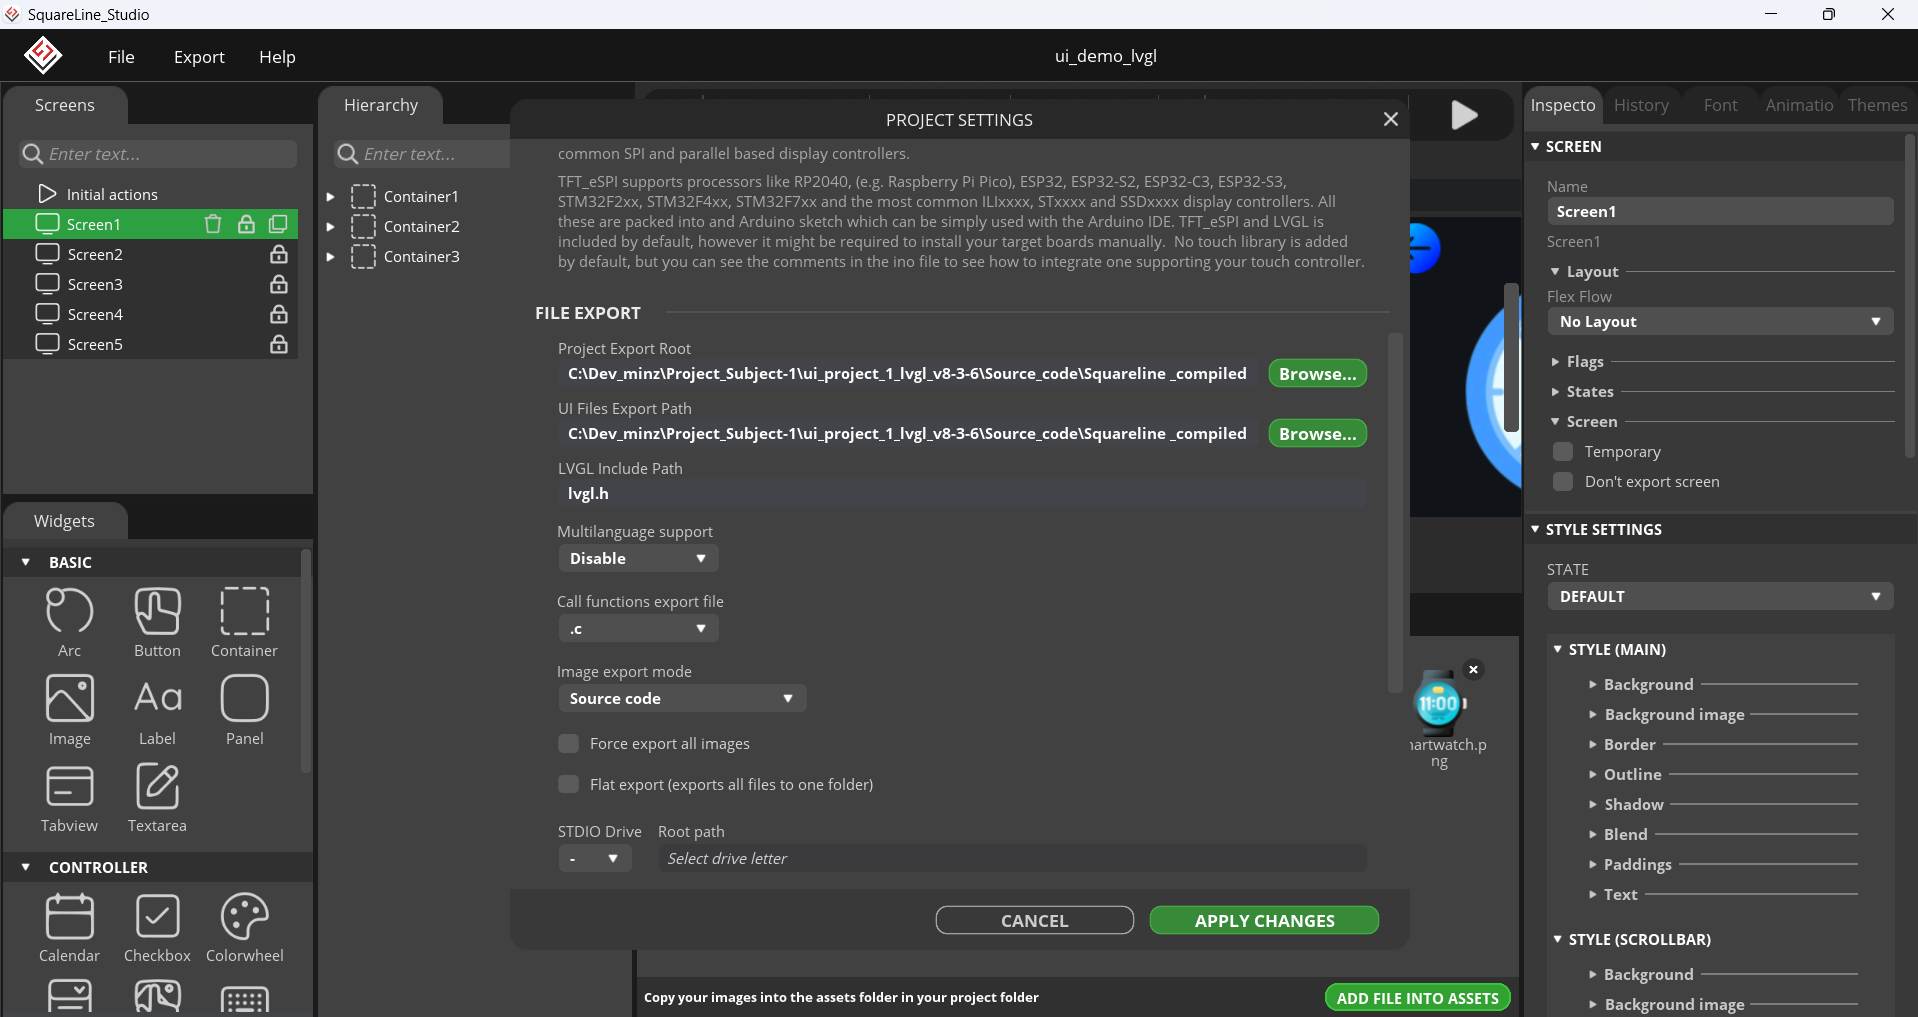 SquareLine_Studio
File
Export
Help
ui_demo_lvgl
Screens
Enter text...
Initial actions
Screen1
Screen2
Screen3
Screen4
Screen5
Widgets
BASIC
Arc
Button
Container
Image
Label
Panel
Tabview
Textarea
CONTROLLER
Calendar
Checkbox
Colorwheel
Hierarchy
Enter text...
Container1
Container2
Container3
PROJECT SETTINGS
common SPI and parallel based display controllers.
TFT_eSPI supports processors like RP2040, (e.g. Raspberry Pi Pico), ESP32, ESP32-S2, ESP32-C3, ESP32-S3,
STM32F2xx, STM32F4xx, STM32F7xx and the most common ILIxxxx, STxxxx and SSDxxxx display controllers. All
these are packed into and Arduino sketch which can be simply used with the Arduino IDE. TFT_eSPI and LVGL is
included by default, however it might be required to install your target boards manually.  No touch library is added
by default, but you can see the comments in the ino file to see how to integrate one supporting your touch controller.
FILE EXPORT
Project Export Root
C:\Dev_minz\Project_Subject-1\ui_project_1_lvgl_v8-3-6\Source_code\Squareline _compiled
Browse...
UI Files Export Path
C:\Dev_minz\Project_Subject-1\ui_project_1_lvgl_v8-3-6\Source_code\Squareline _compiled
Browse...
LVGL Include Path
lvgl.h
Multilanguage support
Disable
Call functions export file
.c
Image export mode
Source code
Force export all images
Flat export (exports all files to one folder)
STDIO Drive
Root path
-
Select drive letter
CANCEL
APPLY CHANGES
11:00
hartwatch.p
ng
Copy your images into the assets folder in your project folder
ADD FILE INTO ASSETS
Inspecto
History
Font
Animatio
Themes
SCREEN
Name
Screen1
Screen1
Layout
Flex Flow
No Layout
Flags
States
Screen
Temporary
Don't export screen
STYLE SETTINGS
STATE
DEFAULT
STYLE (MAIN)
Background
Background image
Border
Outline
Shadow
Blend
Paddings
Text
STYLE (SCROLLBAR)
Background
Background image